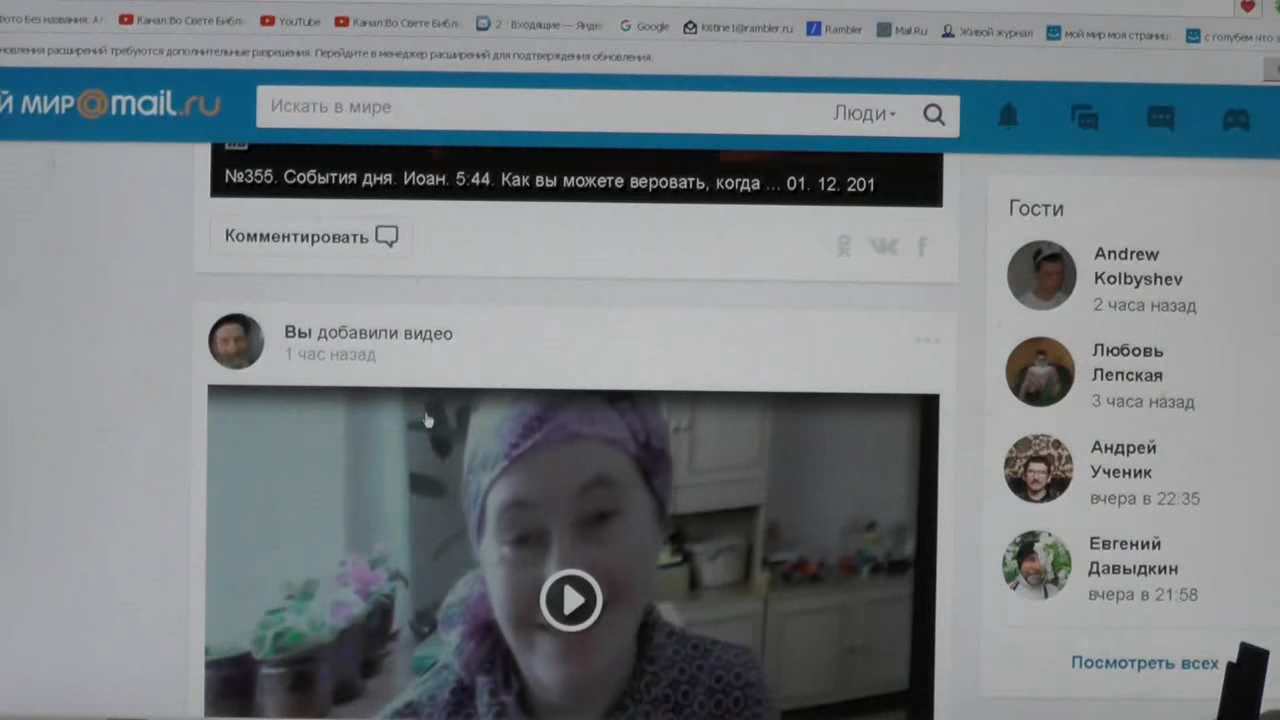 Фото Без названия. А
Канал:Во Свете Библ
YouTube
Канал:Во Свете Библ
2 · Входящие — Янде
Google
kistine1@rambler.ru
Rambler
Mail.Ru
Живой журнал
мой мир моя страниц
с голубем что з
новления расширений требуются дополнительные разрешения. Перейдите в менеджер расширений для подтверждения обновления.
Й МИР@mail.ru
Искать в мире
Люди
№355. События дня. Иоан. 5:44. Как вы можете веровать, когда ... 01. 12. 201
Комментировать
Вы добавили видео
1 час назад
Гости
Andrew
Kolbyshev
2 часа назад
Любовь
Лепская
3 часа назад
Андрей
Ученик
вчера в 22:35
Евгений
Давыдкин
вчера в 21:58
Посмотреть всех